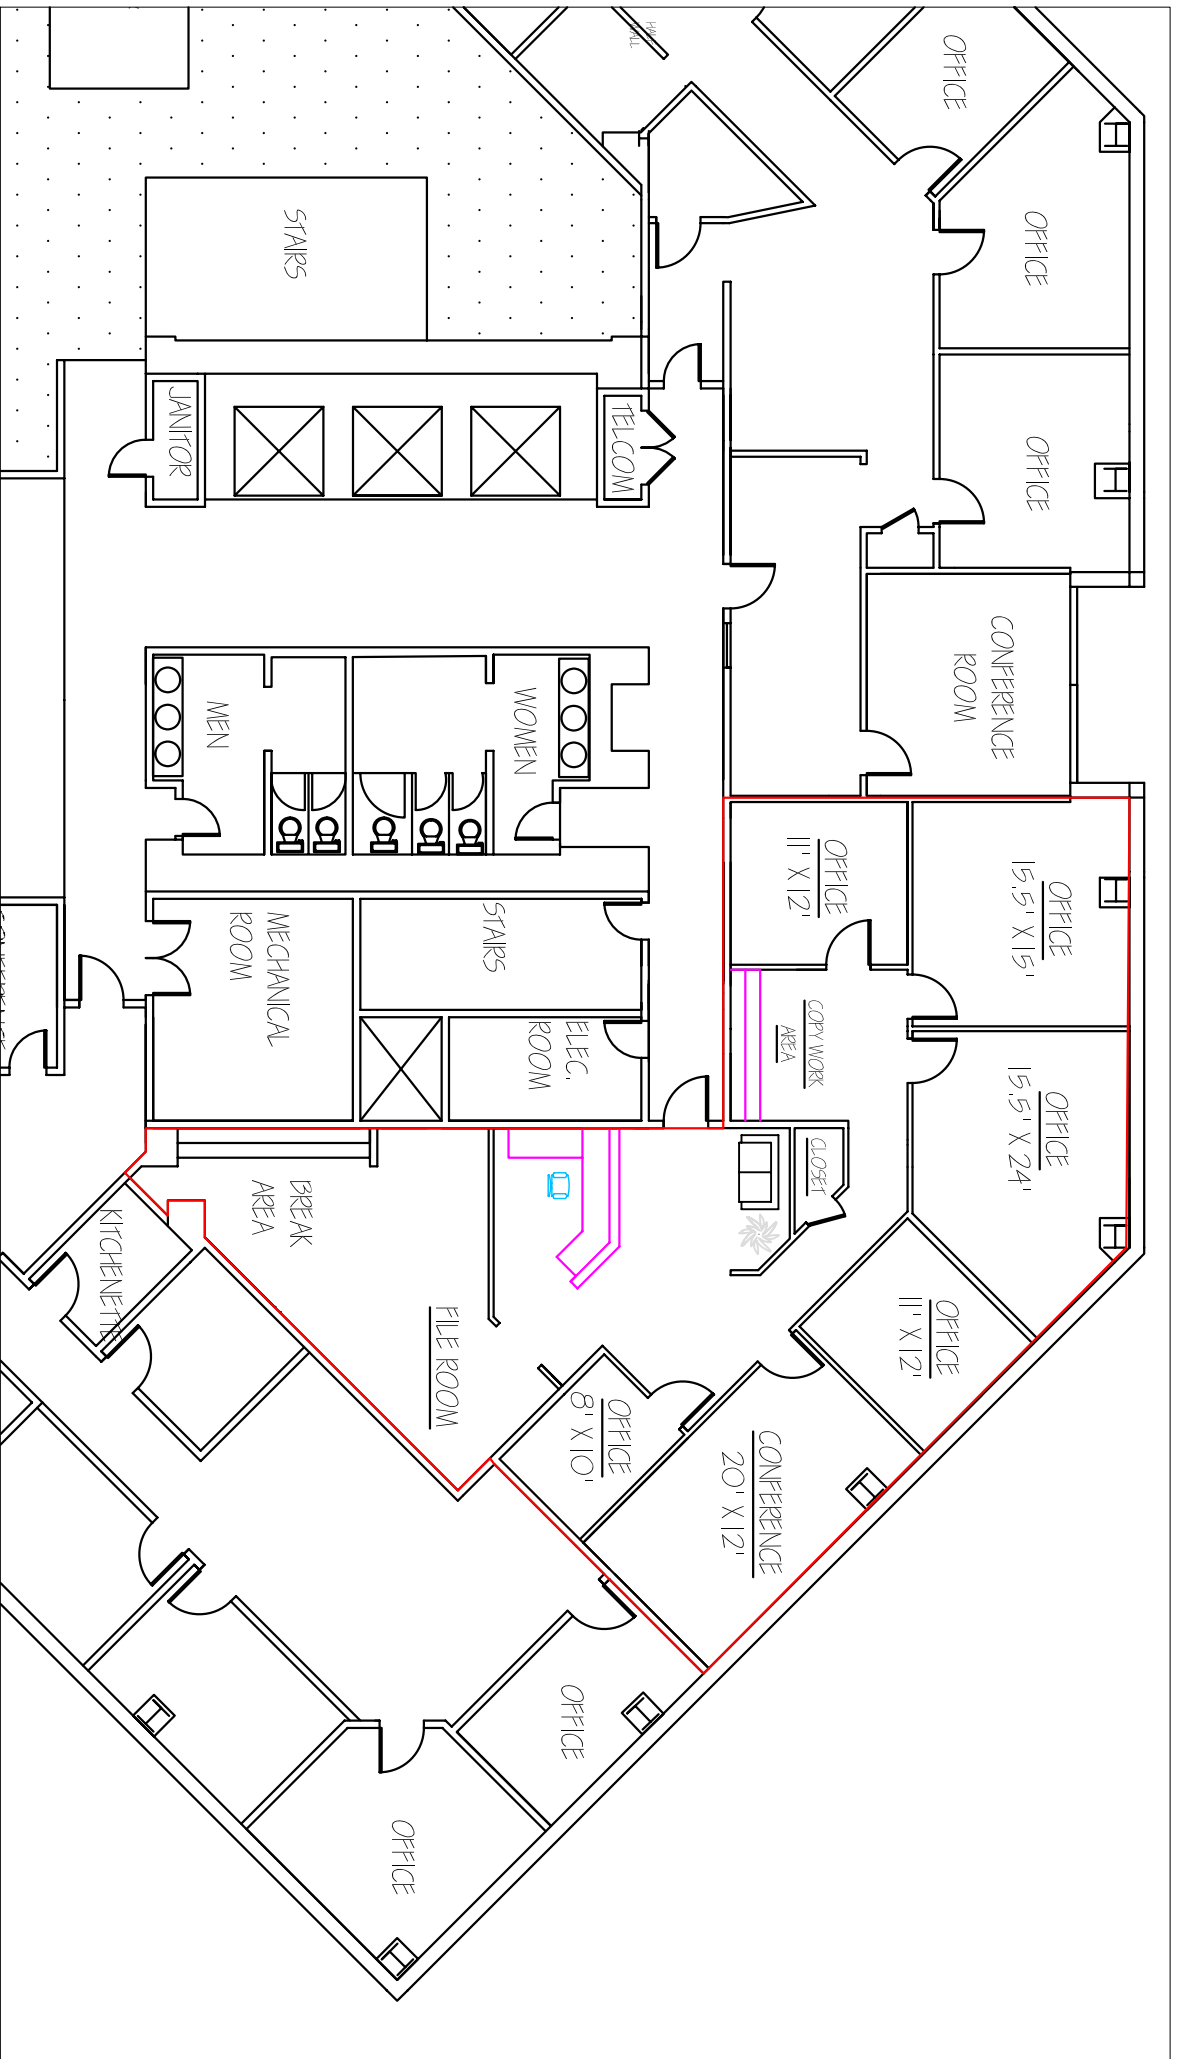 HALL
OFFICE
OFFICE
OFFICE
CONFERENCE
ROOM
STAIRS
JANITOR
TELCOM
MEN
WOMEN
MECHANICAL
ROOM
STAIRS
ELEC.
ROOM
OFFICE
11' X 12'
OFFICE
15.5' X 15'
COPY WORK
AREA
OFFICE
15.5' X 24'
CLOSET
OFFICE
11' X 12'
BREAK
AREA
KITCHENETTE
FILE ROOM
OFFICE
8' X 10'
CONFERENCE
20' X 12'
OFFICE
OFFICE